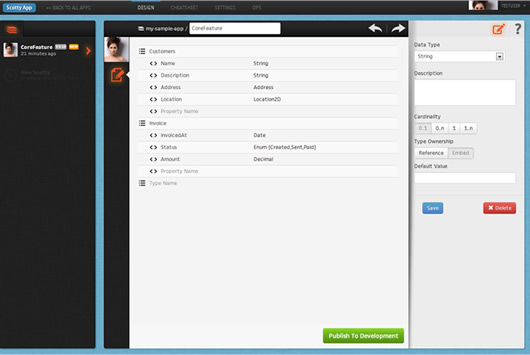 Scotty App
<< BACK TO ALL APPS
DESIGN
CHEATSHEET
SETTINGS
OPS
TESTUSER
CoreFeature
21 minutes ago
New Scotty
my-sample-app / CoreFeature
Customers
<> Name String
<> Description String
<> Address Address
<> Location Location2D
<> Property Name
Invoice
<> InvoicedAt Date
<> Status Enum [Created,Sent,Paid]
<> Amount Decimal
<> Property Name
Type Name
Publish To Development
?
Data Type
String
Description
Cardinality
0..1 0..n 1 1..n
Type Ownership
Reference Embed
Default Value
Save
✖ Delete